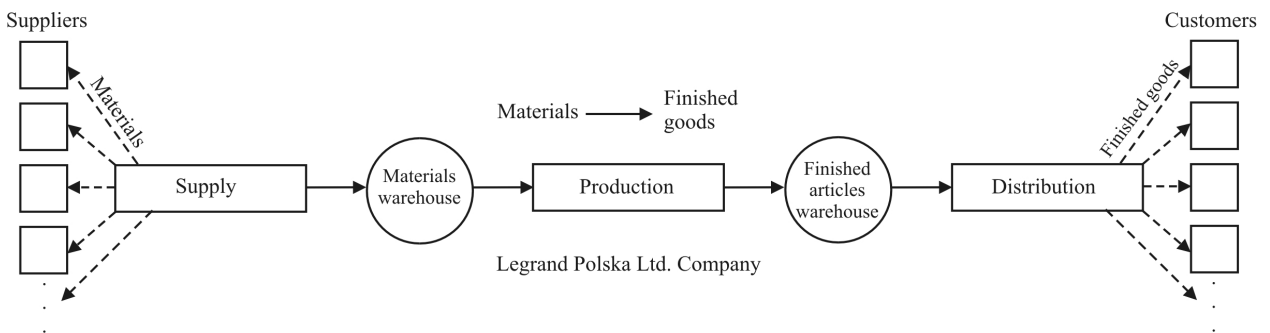 Suppliers
Customers
Materials
Finished goods
Materials
Finished
goods
Supply
Materials
warehouse
Production
Finished
articles
warehouse
Distribution
Legrand Polska Ltd. Company